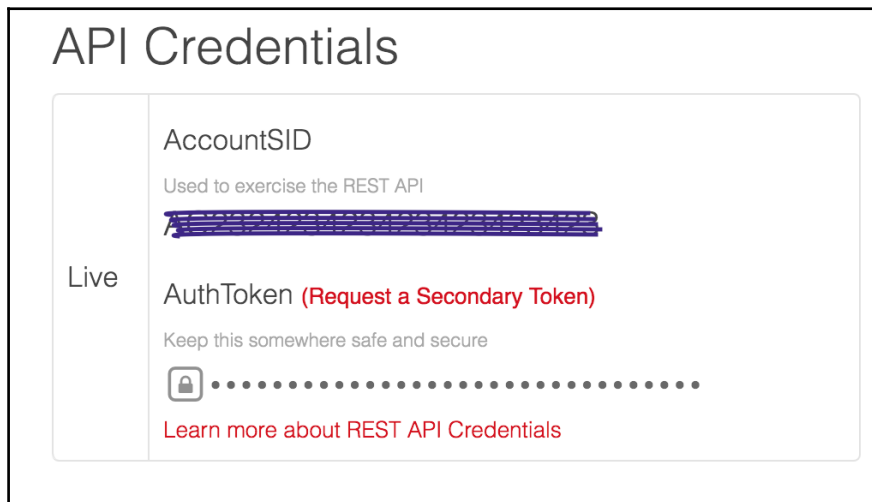 API Credentials
AccountSID
Used to exercise the REST API
Live
AuthToken (Request a Secondary Token)
Keep this somewhere safe and secure
Learn more about REST API Credentials